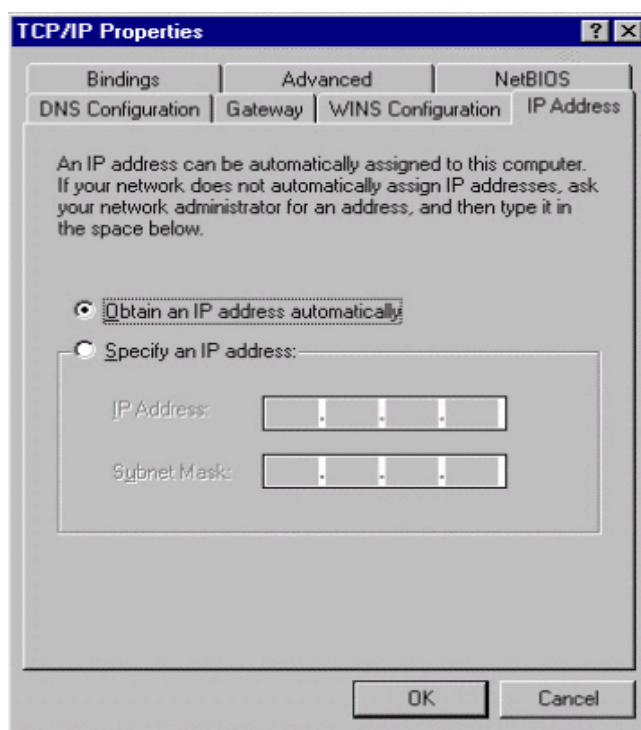 TCP/IP Properties
Bindings Advanced NetBIOS
DNS Configuration Gateway WINS Configuration IP Address
An IP address can be automatically assigned to this computer.
If your network does not automatically assign IP addresses, ask
your network administrator for an address, and then type it in
the space below.
Obtain an IP address automatically
Specify an IP address:
IP Address:
Subnet Mask:
OK Cancel